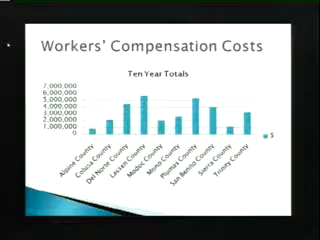 Workers' Compensation Costs
Ten Year Totals
7,000,000
6,000,000
5,000,000
4,000,000
3,000,000
2,000,000
1,000,000
0
Alpine County
Colusa County
Del Norte County
Lassen County
Modoc County
Mono County
Plumas County
San Benito County
Sierra County
Trinity County
$